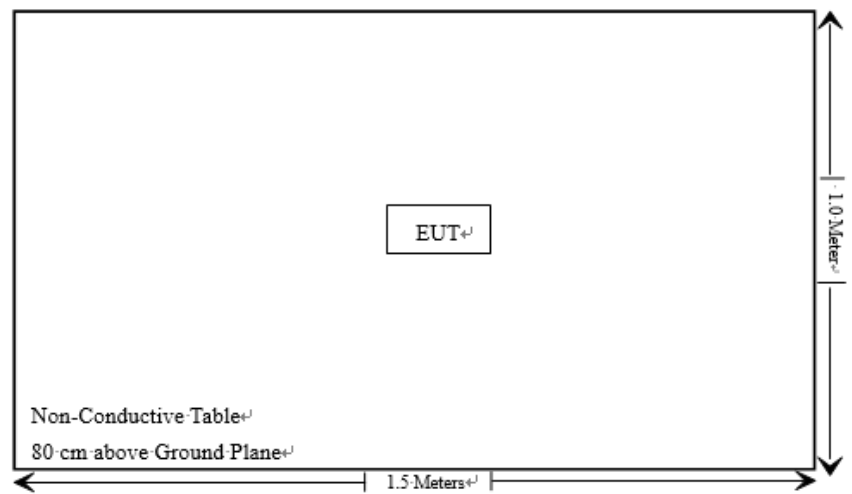 EUT
1.0 Meter
Non-Conductive Table
80 cm above Ground Plane
1.5 Meters